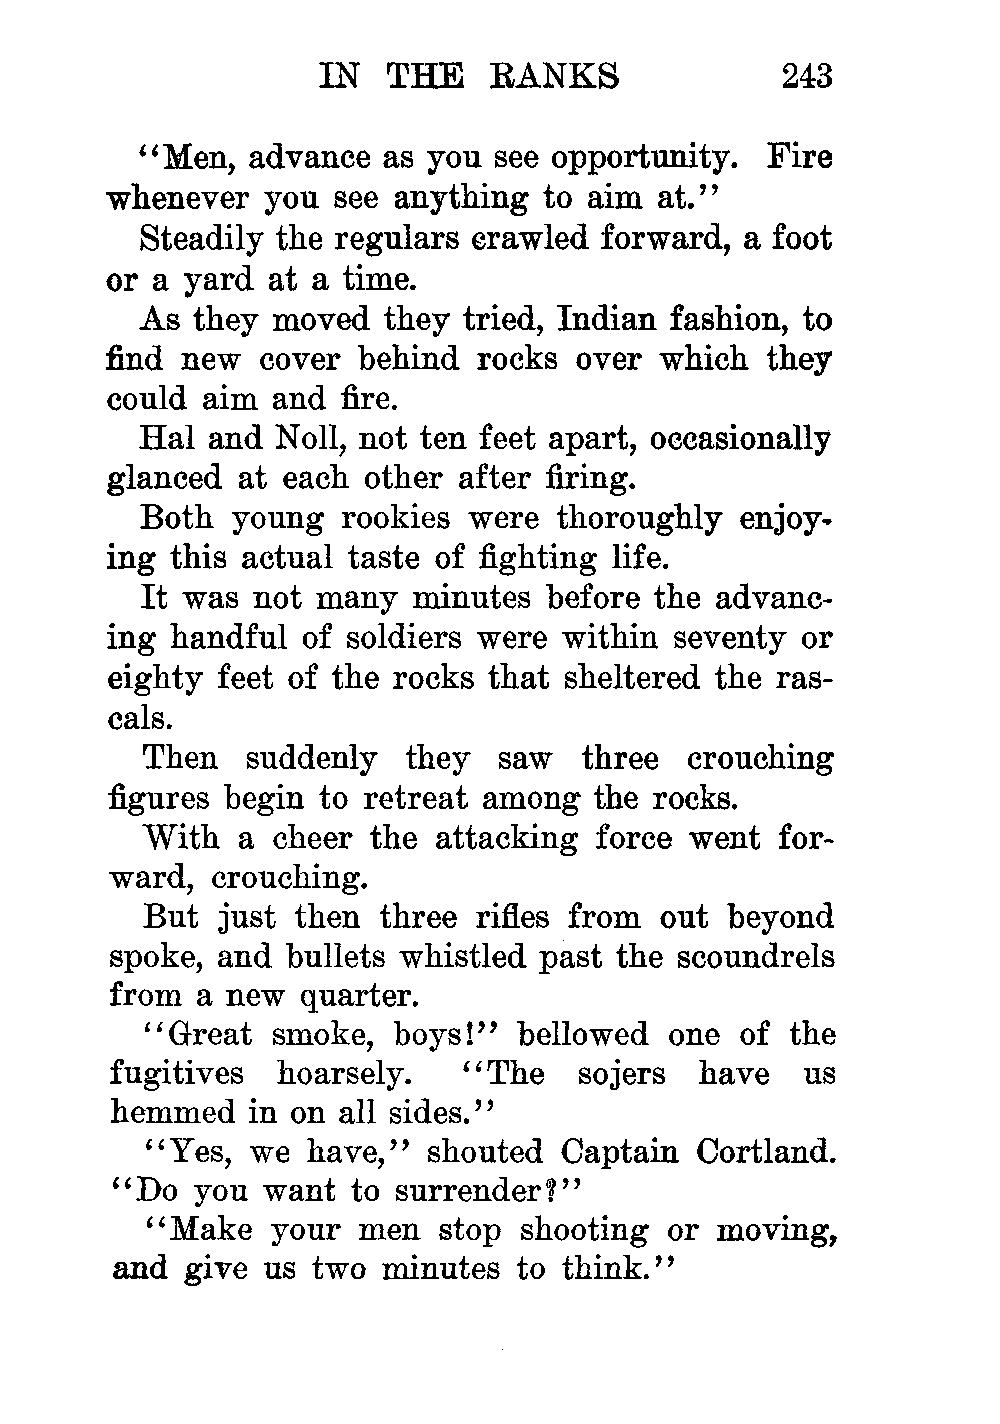 IN THE RANKS 243
"Men, advance as you see opportunity. Fire
whenever you see anything to aim at."
Steadily the regulars crawled forward, a foot
or a yard at a time.
As they moved they tried, Indian fashion, to
find new cover behind rocks over which they
could aim and fire.
Hal and Noll, not ten feet apart, occasionally
glanced at each other after firing.
Both young rookies were thoroughly enjoy-
ing this actual taste of fighting life.
It was not many minutes before the advanc-
ing handful of soldiers were within seventy or
eighty feet of the rocks that sheltered the ras-
cals.
Then suddenly they saw three crouching
figures begin to retreat among the rocks.
With a cheer the attacking force went for-
ward, crouching.
But just then three rifles from out beyond
spoke, and bullets whistled past the scoundrels
from a new quarter.
"Great smoke, boys!" bellowed one of the
fugitives hoarsely. "The sojers have us
hemmed in on all sides."
"Yes, we have," shouted Captain Cortland.
"Do you want to surrender?"
"Make your men stop shooting or moving,
and give us two minutes to think."